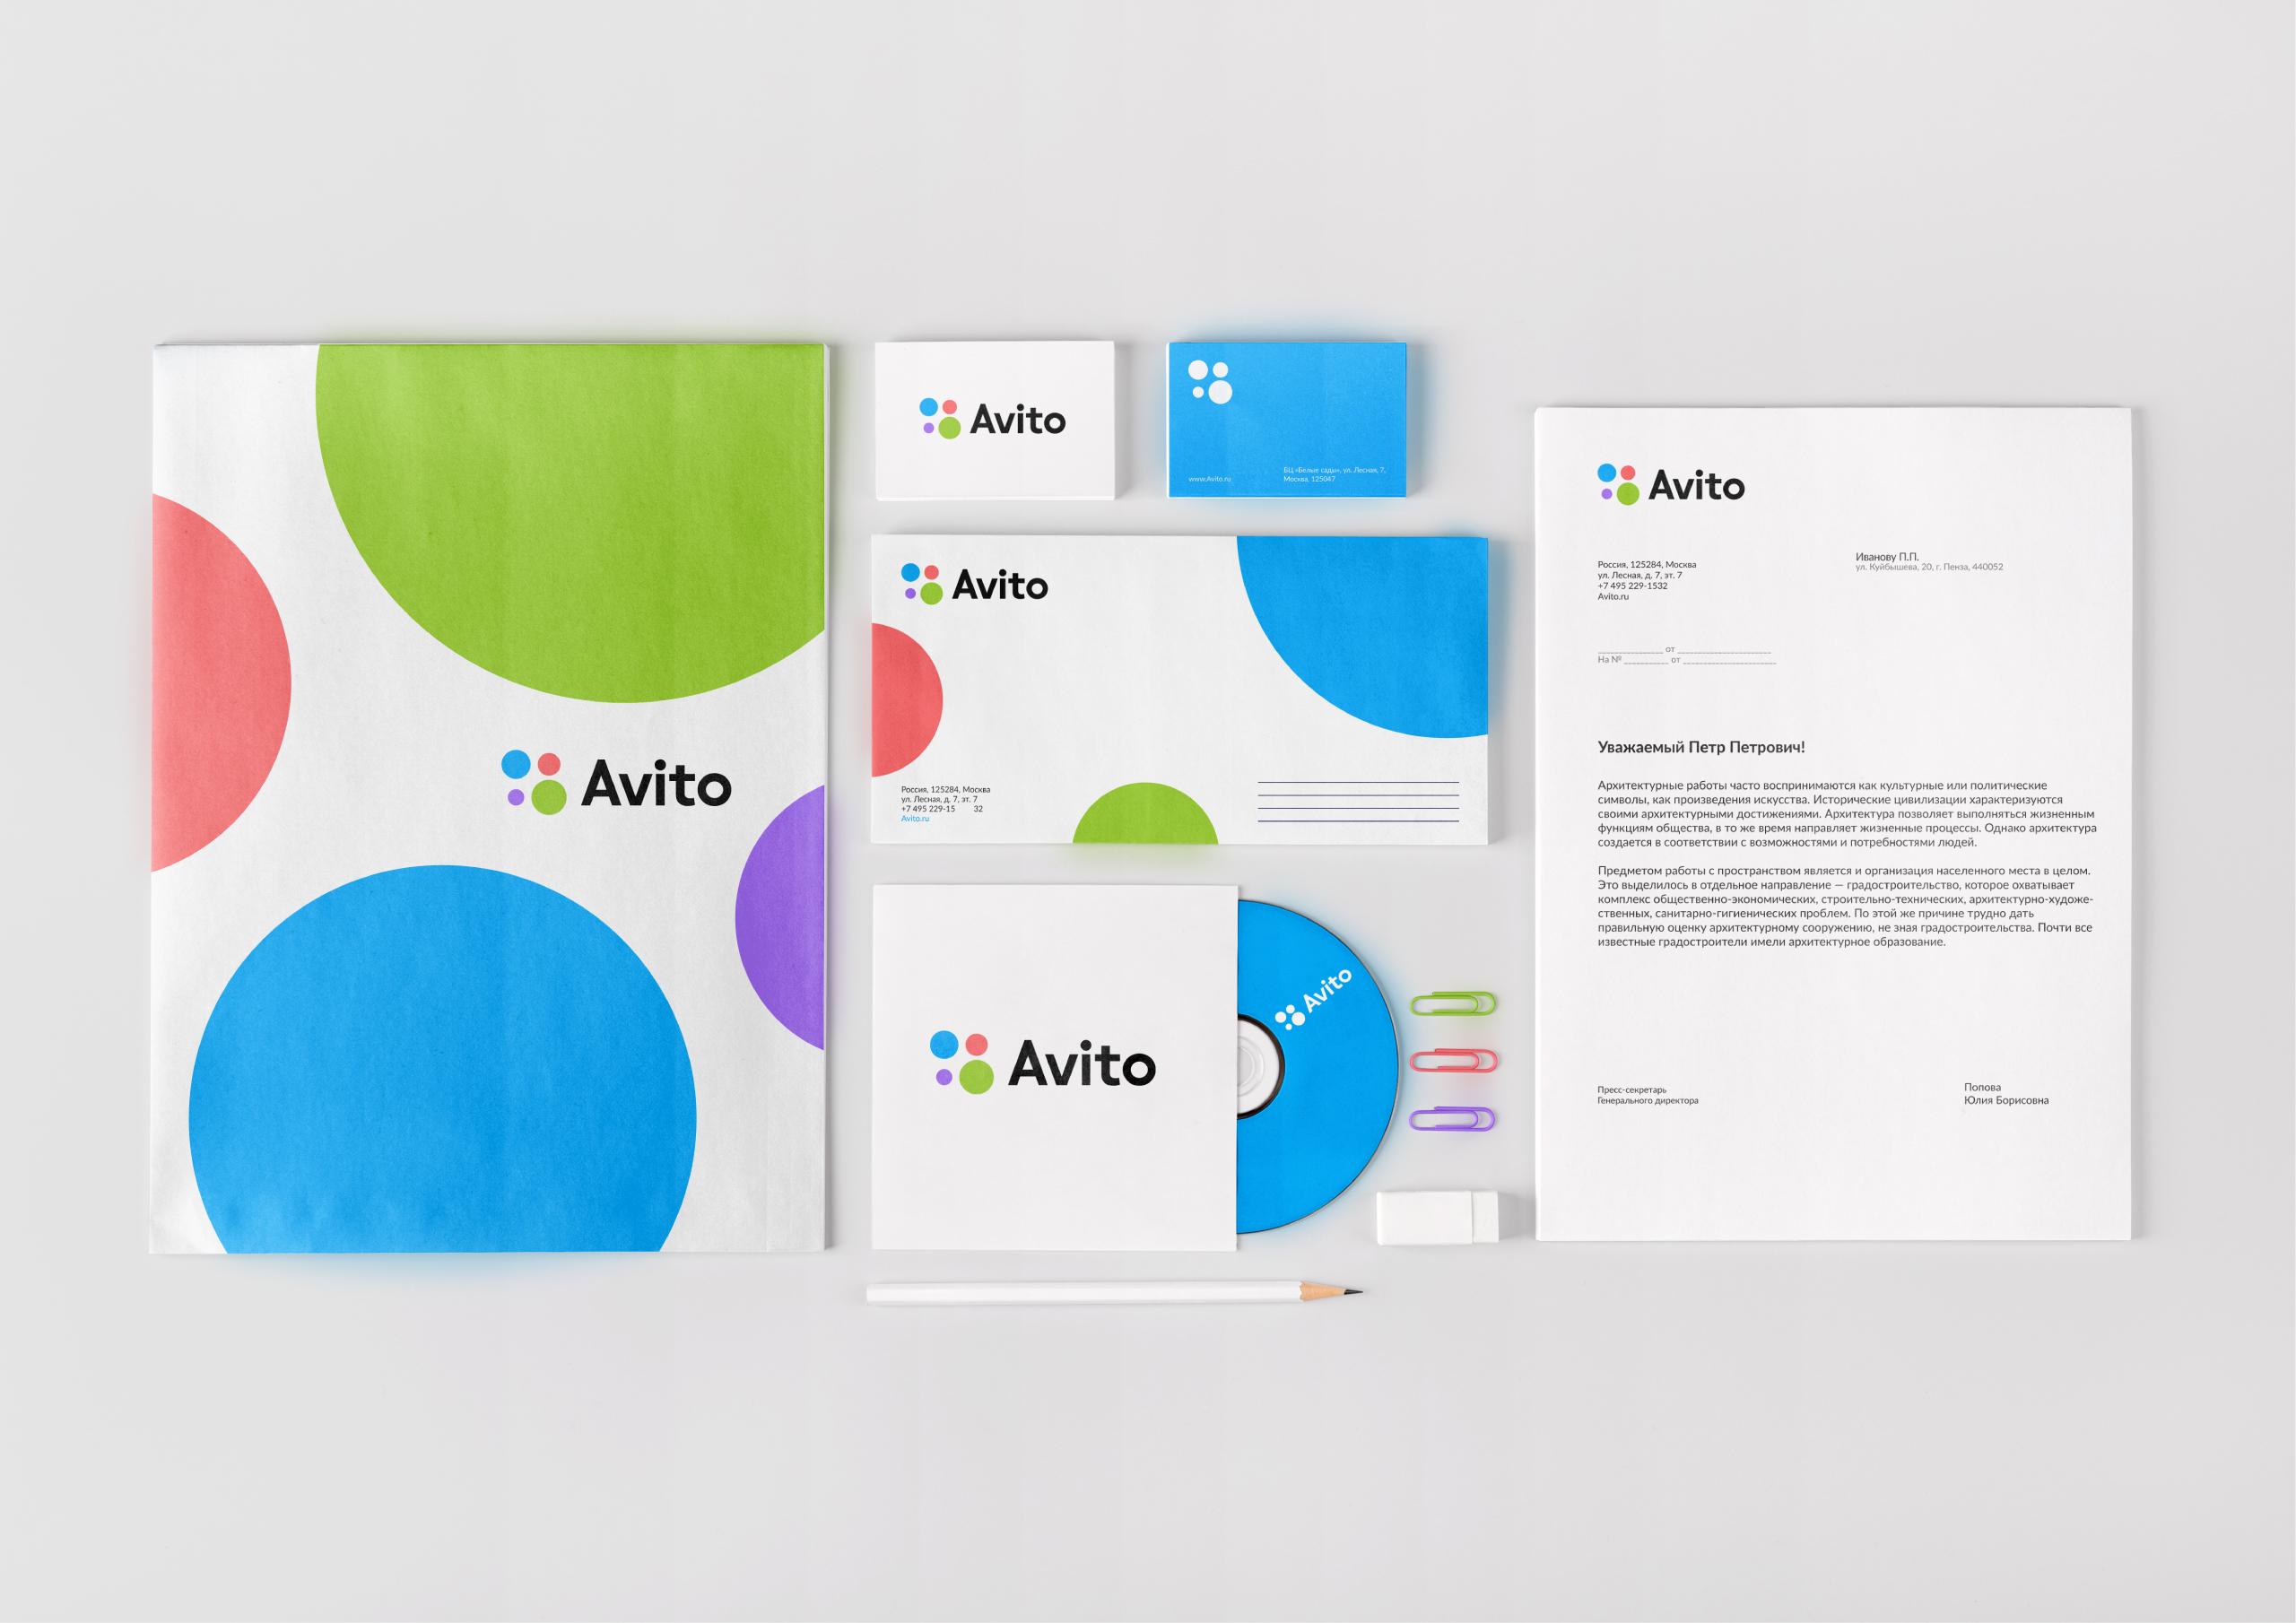 Avito
Avito
www.Avito.ru
БЦ «Белые сады», ул. Лесная, 7,
Москва, 125047
Avito
Россия, 125284, Москва
ул. Лесная, д. 7, эт. 7
+7 495 229-15 32
Avito.ru
Avito
Avito
Avito
Россия, 125284, Москва
ул. Лесная, д. 7, эт. 7
+7 495 229-1532
Avito.ru
Иванову П.П.
ул. Куйбышева, 20, г. Пенза, 440052
______________ от ____________________
На № _________ от ____________________
Уважаемый Петр Петрович!
Архитектурные работы часто воспринимаются как культурные или политические
символы, как произведения искусства. Исторические цивилизации характеризуются
своими архитектурными достижениями. Архитектура позволяет выполняться жизненным
функциям общества, в то же время направляет жизненные процессы. Однако архитектура
создается в соответствии с возможностями и потребностями людей.
Предметом работы с пространством является и организация населенного места в целом.
Это выделилось в отдельное направление — градостроительство, которое охватывает
комплекс общественно-экономических, строительно-технических, архитектурно-художе-
ственных, санитарно-гигиенических проблем. По этой же причине трудно дать
правильную оценку архитектурному сооружению, не зная градостроительства. Почти все
известные градостроители имели архитектурное образование.
Пресс-секретарь
Генерального директора
Попова
Юлия Борисовна